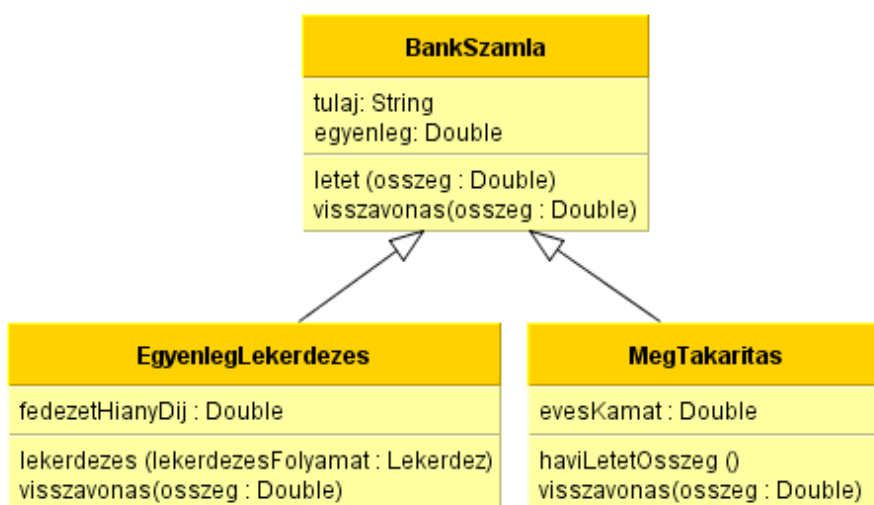 BankSzamla
tulaj: String
egyenleg: Double
letet (osszeg : Double)
visszavonas(osszeg : Double)
EgyenlegLekerdezes
fedezetHianyDij : Double
lekerdezes (lekerdezesFolyamat : Lekerdez)
visszavonas(osszeg : Double)
MegTakaritas
evesKamat : Double
haviLetetOsszeg ()
visszavonas(osszeg : Double)